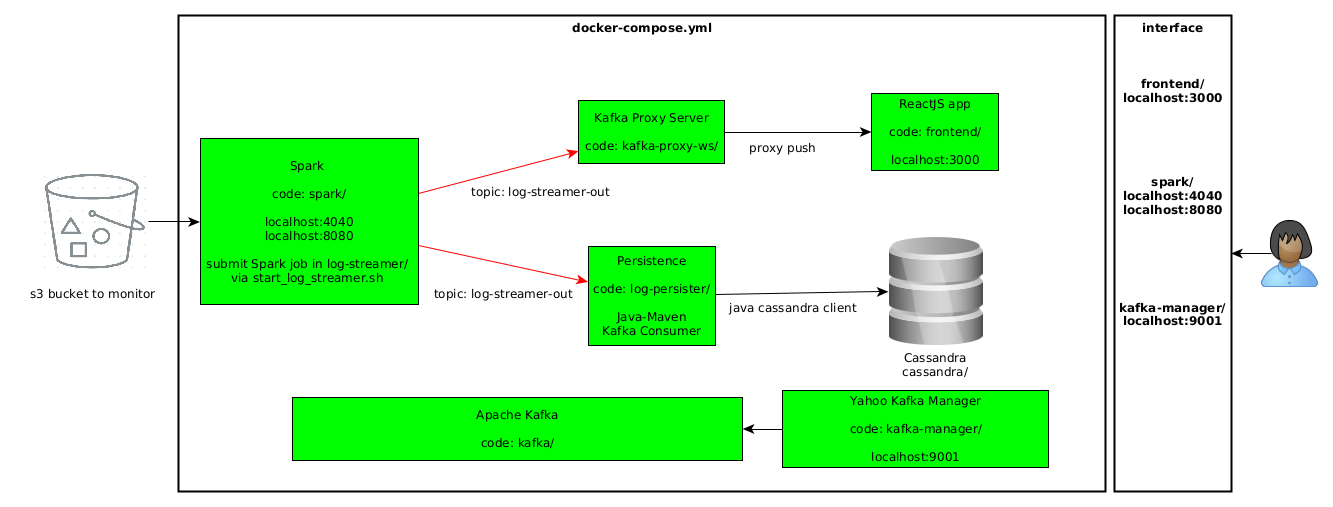 docker-compose.yml
interface
s3 bucket to monitor
Spark
code: spark/
localhost:4040
localhost:8080
submit Spark job in log-streamer/
via start_log_streamer.sh
topic: log-streamer-out
topic: log-streamer-out
Kafka Proxy Server
code: kafka-proxy-ws/
proxy push
ReactJS app
code: frontend/
localhost:3000
Persistence
code: log-persister/
Java-Maven
Kafka Consumer
java cassandra client
Cassandra
cassandra/
Apache Kafka
code: kafka/
Yahoo Kafka Manager
code: kafka-manager/
localhost:9001
frontend/
localhost:3000
spark/
localhost:4040
localhost:8080
kafka-manager/
localhost:9001